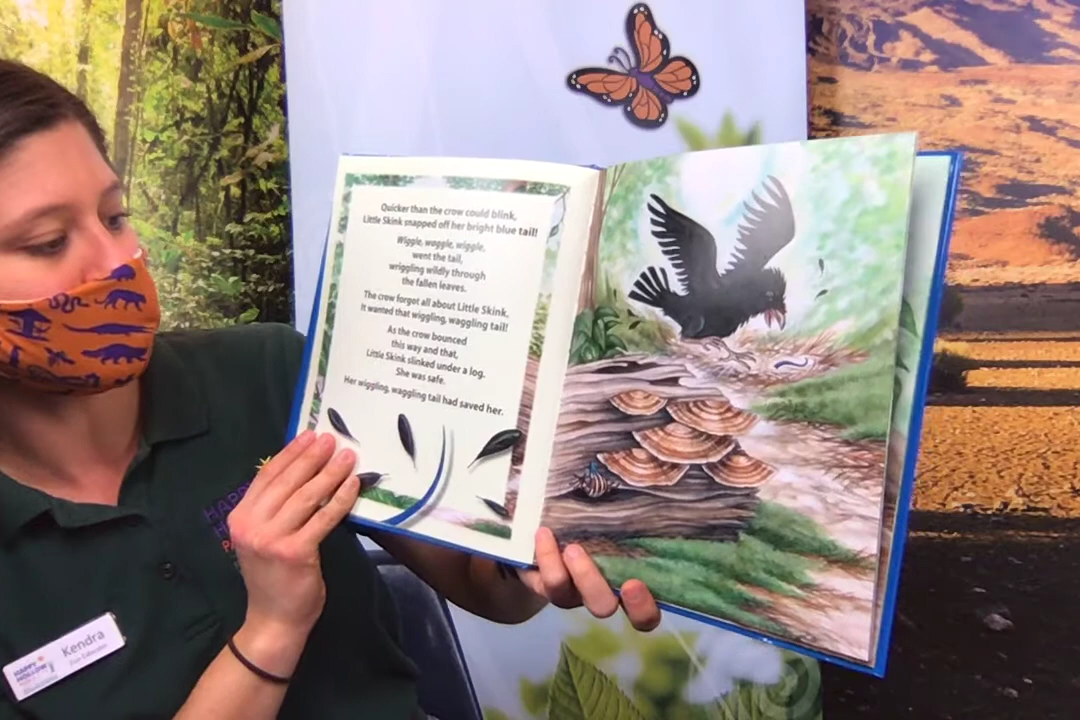 Quicker than the crow could blink,
Little Skink snapped off her bright blue tail!
Wiggle, waggle, wiggle,
went the tail,
wriggling wildly through
the fallen leaves.
The crow forgot all about Little Skink,
It wanted that wiggling, waggling tail!
As the crow bounced
this way and that,
Little Skink slinked under a log.
She was safe.
Her wiggling, waggling tail had saved her.
HAPPY
HAPPY
HOLLOW
Kendra